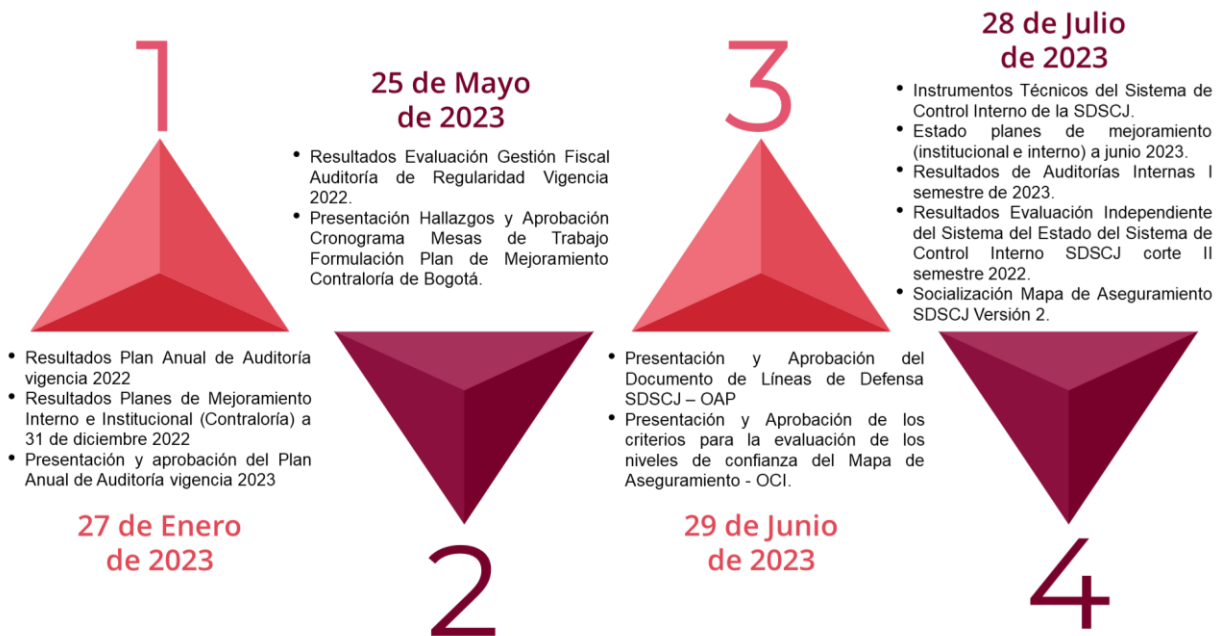 1
• Resultados Plan Anual de Auditoría
vigencia 2022
• Resultados Planes de Mejoramiento
Interno e Institucional (Contraloría) a
31 de diciembre 2022
• Presentación y aprobación del Plan
Anual de Auditoría vigencia 2023
27 de Enero
de 2023
25 de Mayo
de 2023
• Resultados Evaluación Gestión Fiscal
Auditoría de Regularidad Vigencia
2022.
• Presentación Hallazgos y Aprobación
Cronograma Mesas de Trabajo
Formulación Plan de Mejoramiento
Contraloría de Bogotá.
2
3
• Presentación y Aprobación del
Documento de Líneas de Defensa
SDSCJ – OAP
• Presentación y Aprobación de los
criterios para la evaluación de los
niveles de confianza del Mapa de
Aseguramiento - OCI.
29 de Junio
de 2023
28 de Julio
de 2023
• Instrumentos Técnicos del Sistema de
Control Interno de la SDSCJ.
• Estado planes de mejoramiento
(institucional e interno) a junio 2023.
• Resultados de Auditorías Internas I
semestre de 2023.
• Resultados Evaluación Independiente
del Sistema del Estado del Sistema de
Control Interno SDSCJ corte II
semestre 2022.
• Socialización Mapa de Aseguramiento
SDSCJ Versión 2.
4